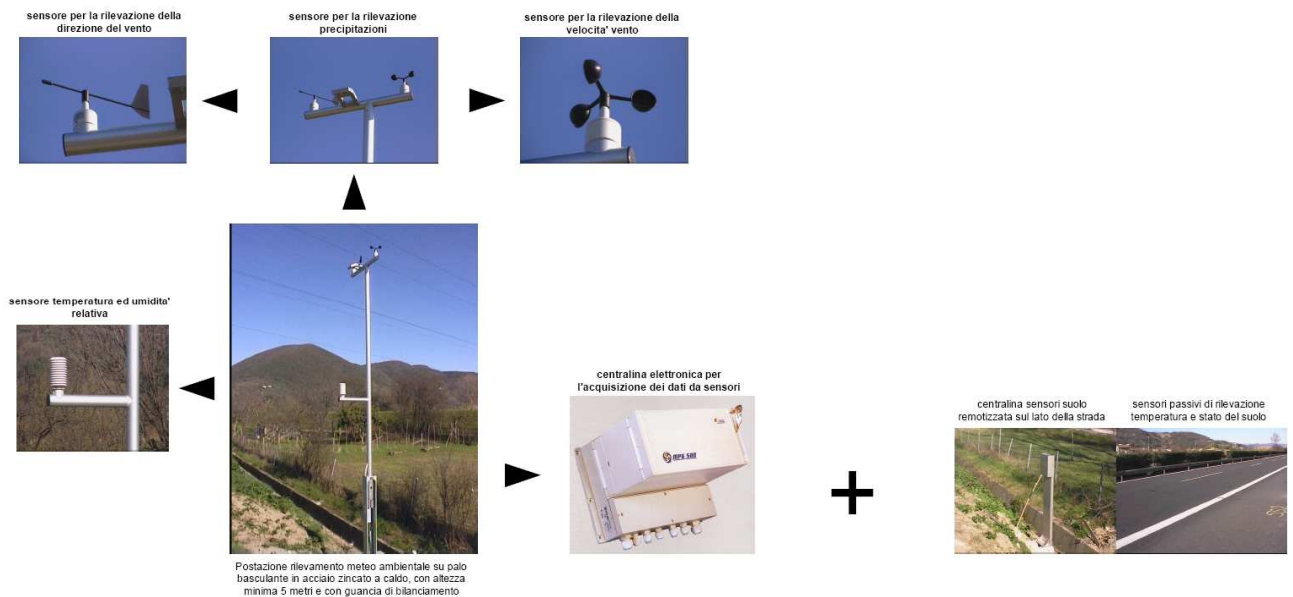 sensore per la rilevazione della
direzione del vento
sensore per la rilevazione
precipitazioni
sensore per la rilevazione della
velocita' vento
sensore temperatura ed umidita'
relativa
Postazione rilevamento meteo ambientale su palo
basculante in acciaio zincato a caldo, con altezza
minima 5 metri e con guancia di bilanciamento
centralina elettronica per
l'acquisizione dei dati da sensori
+
centralina sensori suolo
remotizzata sul lato della strada
sensori passivi di rilevazione
temperatura e stato del suolo